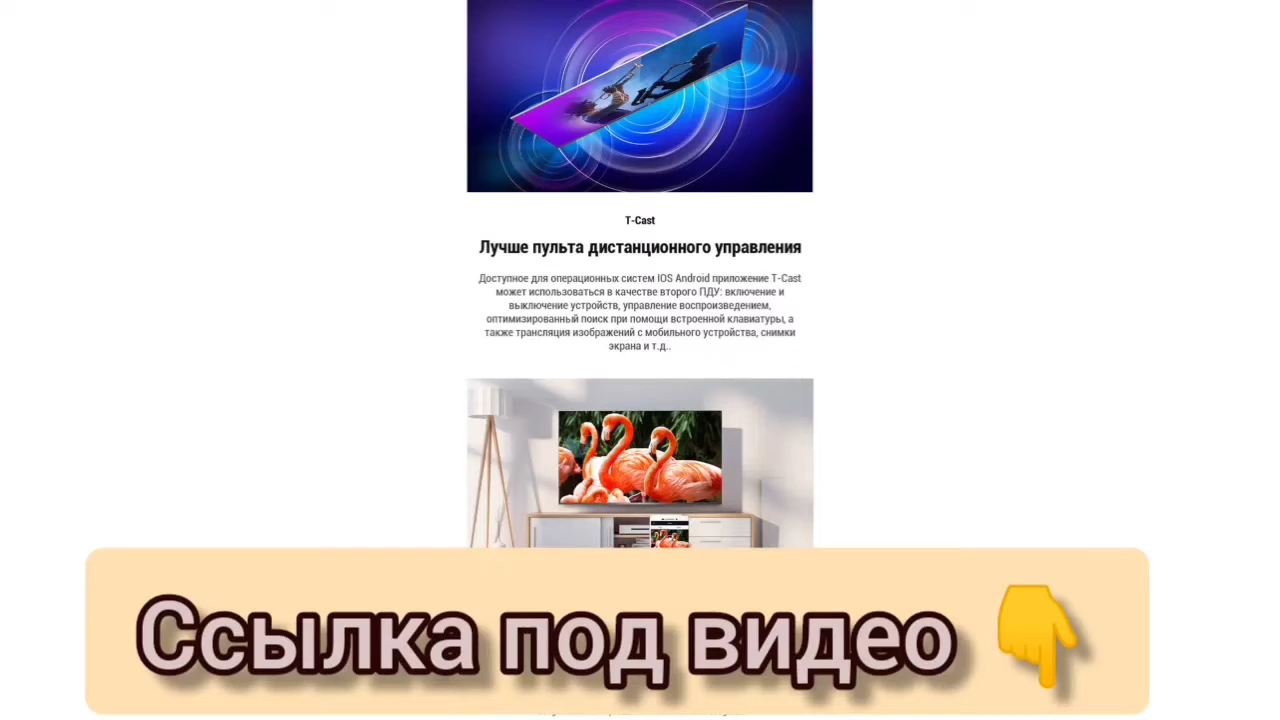 T-Cast
Лучше пульта дистанционного управления
Доступное для операционных систем IOS Android приложение T-Cast
может использоваться в качестве второго ПДУ: включение и
выключение устройств, управление воспроизведением,
оптимизированный поиск при помощи встроенной клавиатуры, а
также трансляция изображений с мобильного устройства, снимки
экрана и т.д..
Ссылка под видео 👇